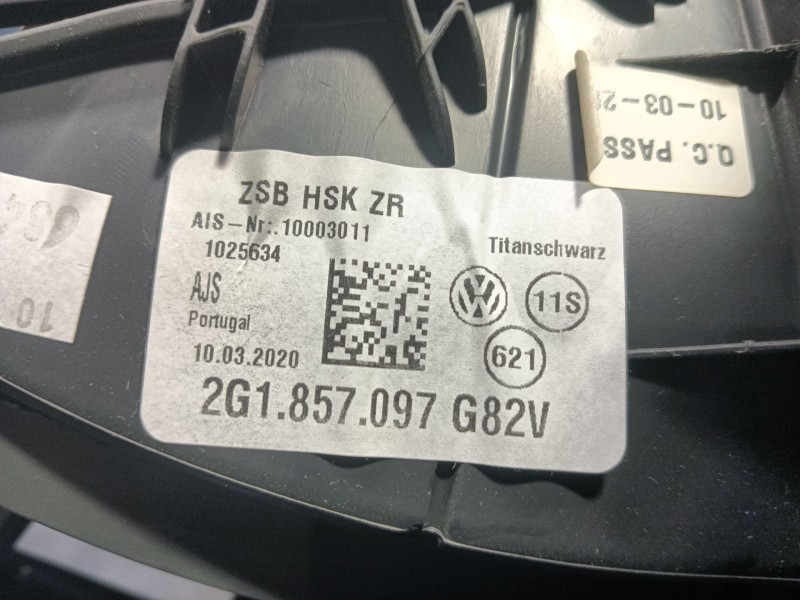 ZSB HSK ZR
AIS-Nr:.10003011
1025634
AJS
Portugal
10.03.2020
Titanschwarz
11S
621
2G1.857.097 G82V
Q.C. PASS
10-03-2
10